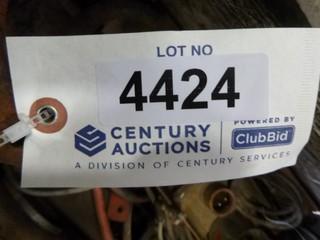 LOT NO
4424
CENTURY
AUCTIONS
POWERED BY
ClubBid
A DIVISION OF CENTURY SERVICES